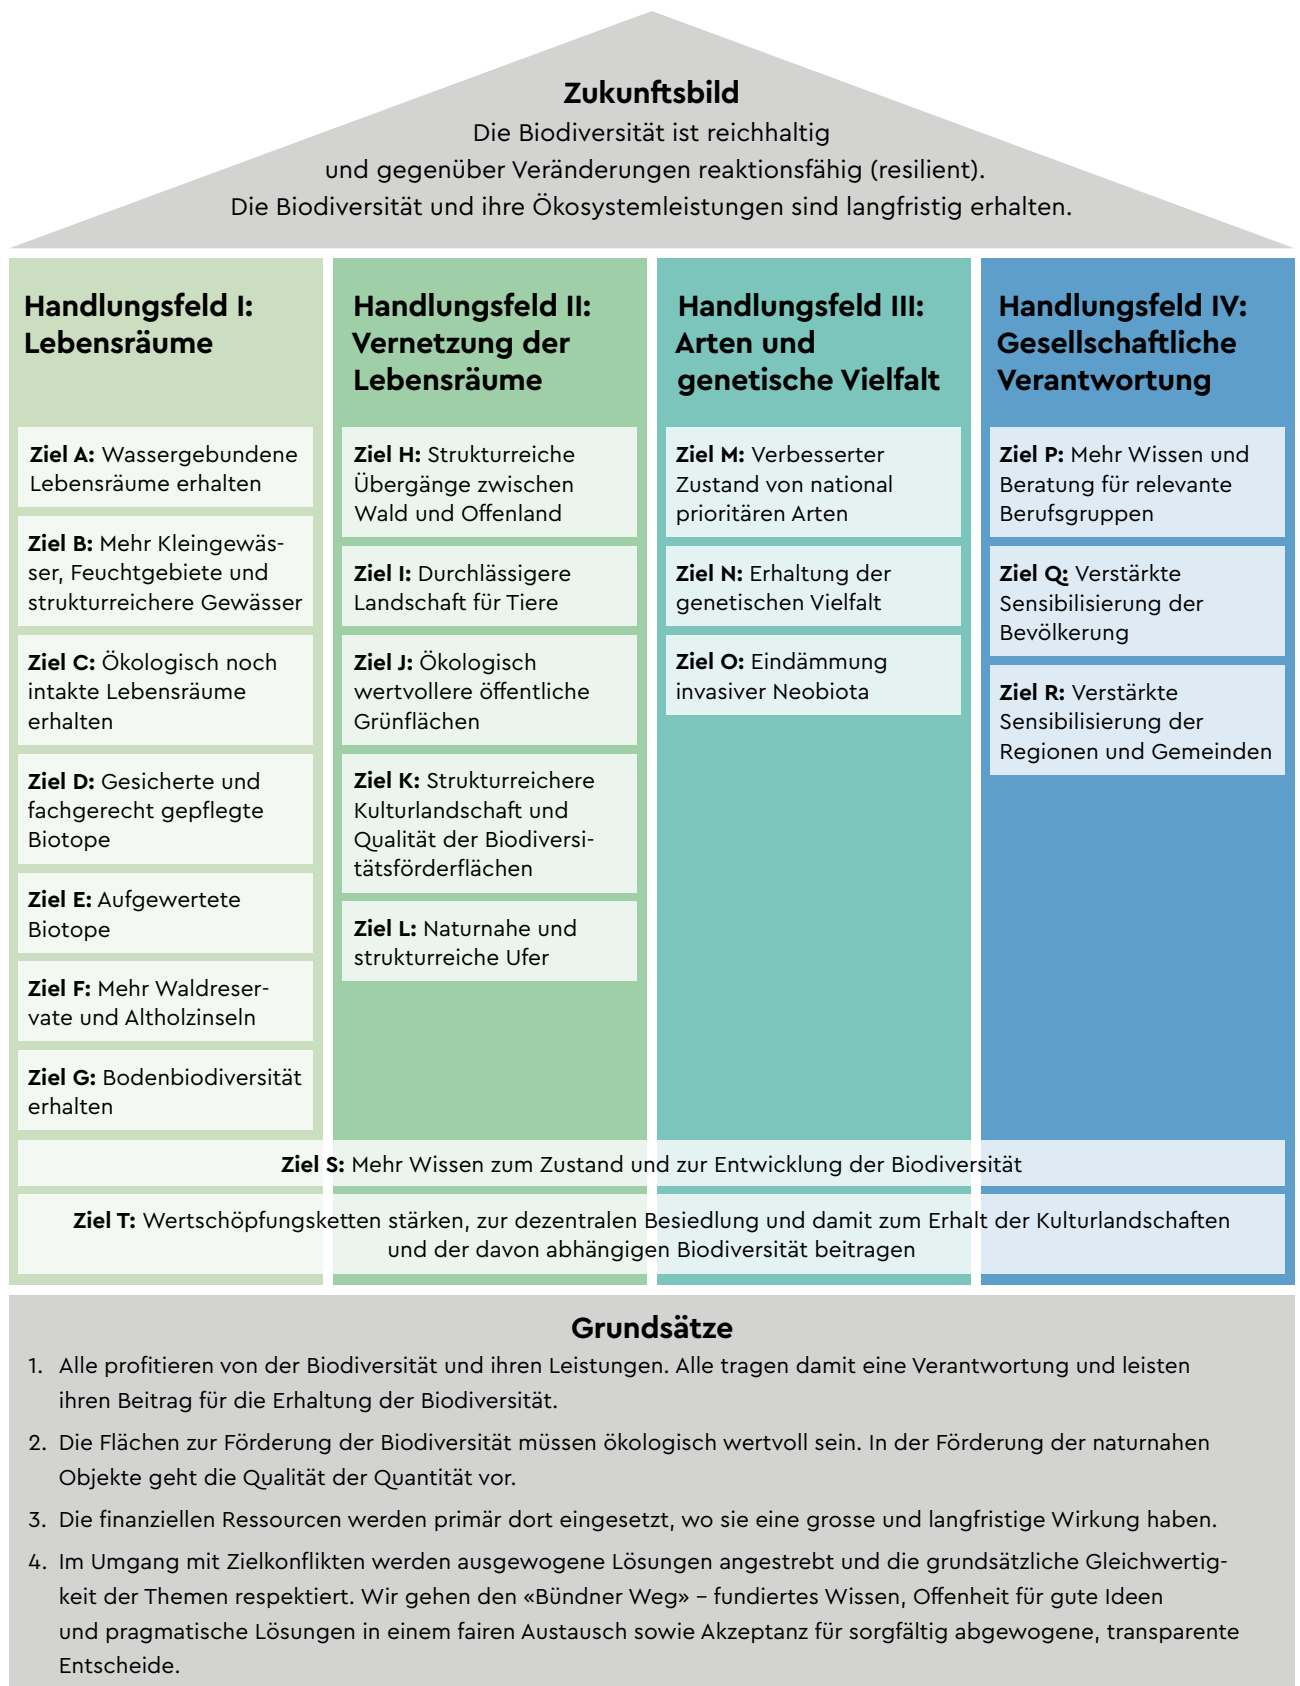 Zukunftsbild
Die Biodiversität ist reichhaltig
und gegenüber Veränderungen reaktionsfähig (resilient).
Die Biodiversität und ihre Ökosystemleistungen sind langfristig erhalten.
Handlungsfeld I:
Lebensräume
Ziel A: Wassergebundene
Lebensräume erhalten
Ziel B: Mehr Kleingewäs-
ser, Feuchtgebiete und
strukturreichere Gewässer
Ziel C: Ökologisch noch
intakte Lebensräume
erhalten
Ziel D: Gesicherte und
fachgerecht gepflegte
Biotope
Ziel E: Aufgewertete
Biotope
Ziel F: Mehr Waldreser-
vate und Altholzinseln
Ziel G: Bodenbiodiversität
erhalten
Handlungsfeld II:
Vernetzung der
Lebensräume
Ziel H: Strukturreiche
Übergänge zwischen
Wald und Offenland
Ziel I: Durchlässigere
Landschaft für Tiere
Ziel J: Ökologisch
wertvollere öffentliche
Grünflächen
Ziel K: Strukturreichere
Kulturlandschaft und
Qualität der Biodiversi-
tätsförderflächen
Ziel L: Naturnahe und
strukturreiche Ufer
Handlungsfeld III:
Arten und
genetische Vielfalt
Ziel M: Verbesserter
Zustand von national
prioritären Arten
Ziel N: Erhaltung der
genetischen Vielfalt
Ziel O: Eindämmung
invasiver Neobiota
Handlungsfeld IV:
Gesellschaftliche
Verantwortung
Ziel P: Mehr Wissen und
Beratung für relevante
Berufsgruppen
Ziel Q: Verstärkte
Sensibilisierung der
Bevölkerung
Ziel R: Verstärkte
Sensibilisierung der
Regionen und Gemeinden
Ziel S: Mehr Wissen zum Zustand und zur Entwicklung der Biodiversität
Ziel T: Wertschöpfungsketten stärken, zur dezentralen Besiedlung und damit zum Erhalt der Kulturlandschaften
und der davon abhängigen Biodiversität beitragen
Grundsätze
1. Alle profitieren von der Biodiversität und ihren Leistungen. Alle tragen damit eine Verantwortung und leisten
ihren Beitrag für die Erhaltung der Biodiversität.
2. Die Flächen zur Förderung der Biodiversität müssen ökologisch wertvoll sein. In der Förderung der naturnahen
Objekte geht die Qualität der Quantität vor.
3. Die finanziellen Ressourcen werden primär dort eingesetzt, wo sie eine grosse und langfristige Wirkung haben.
4. Im Umgang mit Zielkonflikten werden ausgewogene Lösungen angestrebt und die grundsätzliche Gleichwertig-
keit der Themen respektiert. Wir gehen den «Bündner Weg» – fundiertes Wissen, Offenheit für gute Ideen
und pragmatische Lösungen in einem fairen Austausch sowie Akzeptanz für sorgfältig abgewogene, transparente
Entscheide.